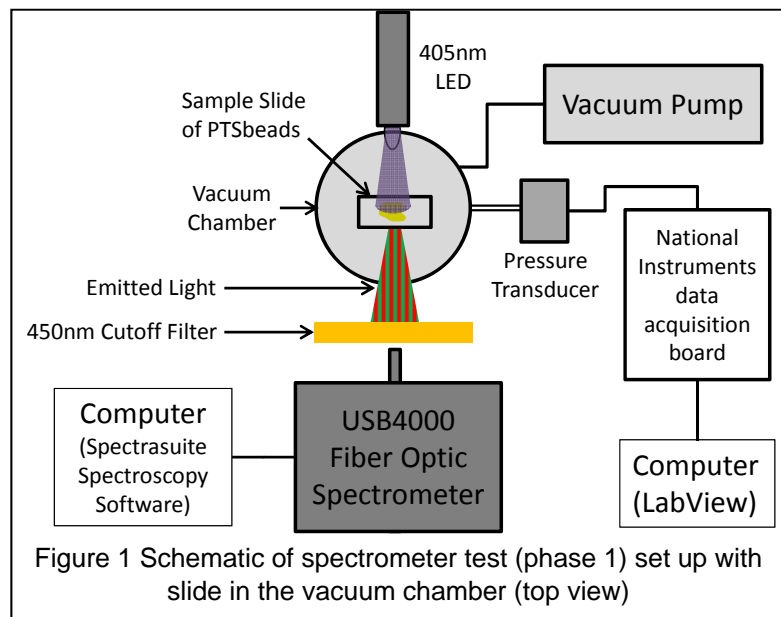 405nm
LED
Vacuum Pump
Sample Slide
of PTSbeads
Vacuum
Chamber
Pressure
Transducer
National
Instruments
data
acquisition
board
Emitted Light
450nm Cutoff Filter
Computer
(Spectrasuite
Spectroscopy
Software)
USB4000
Fiber Optic
Spectrometer
Computer
(LabView)
Figure 1 Schematic of spectrometer test (phase 1) set up with
slide in the vacuum chamber (top view)